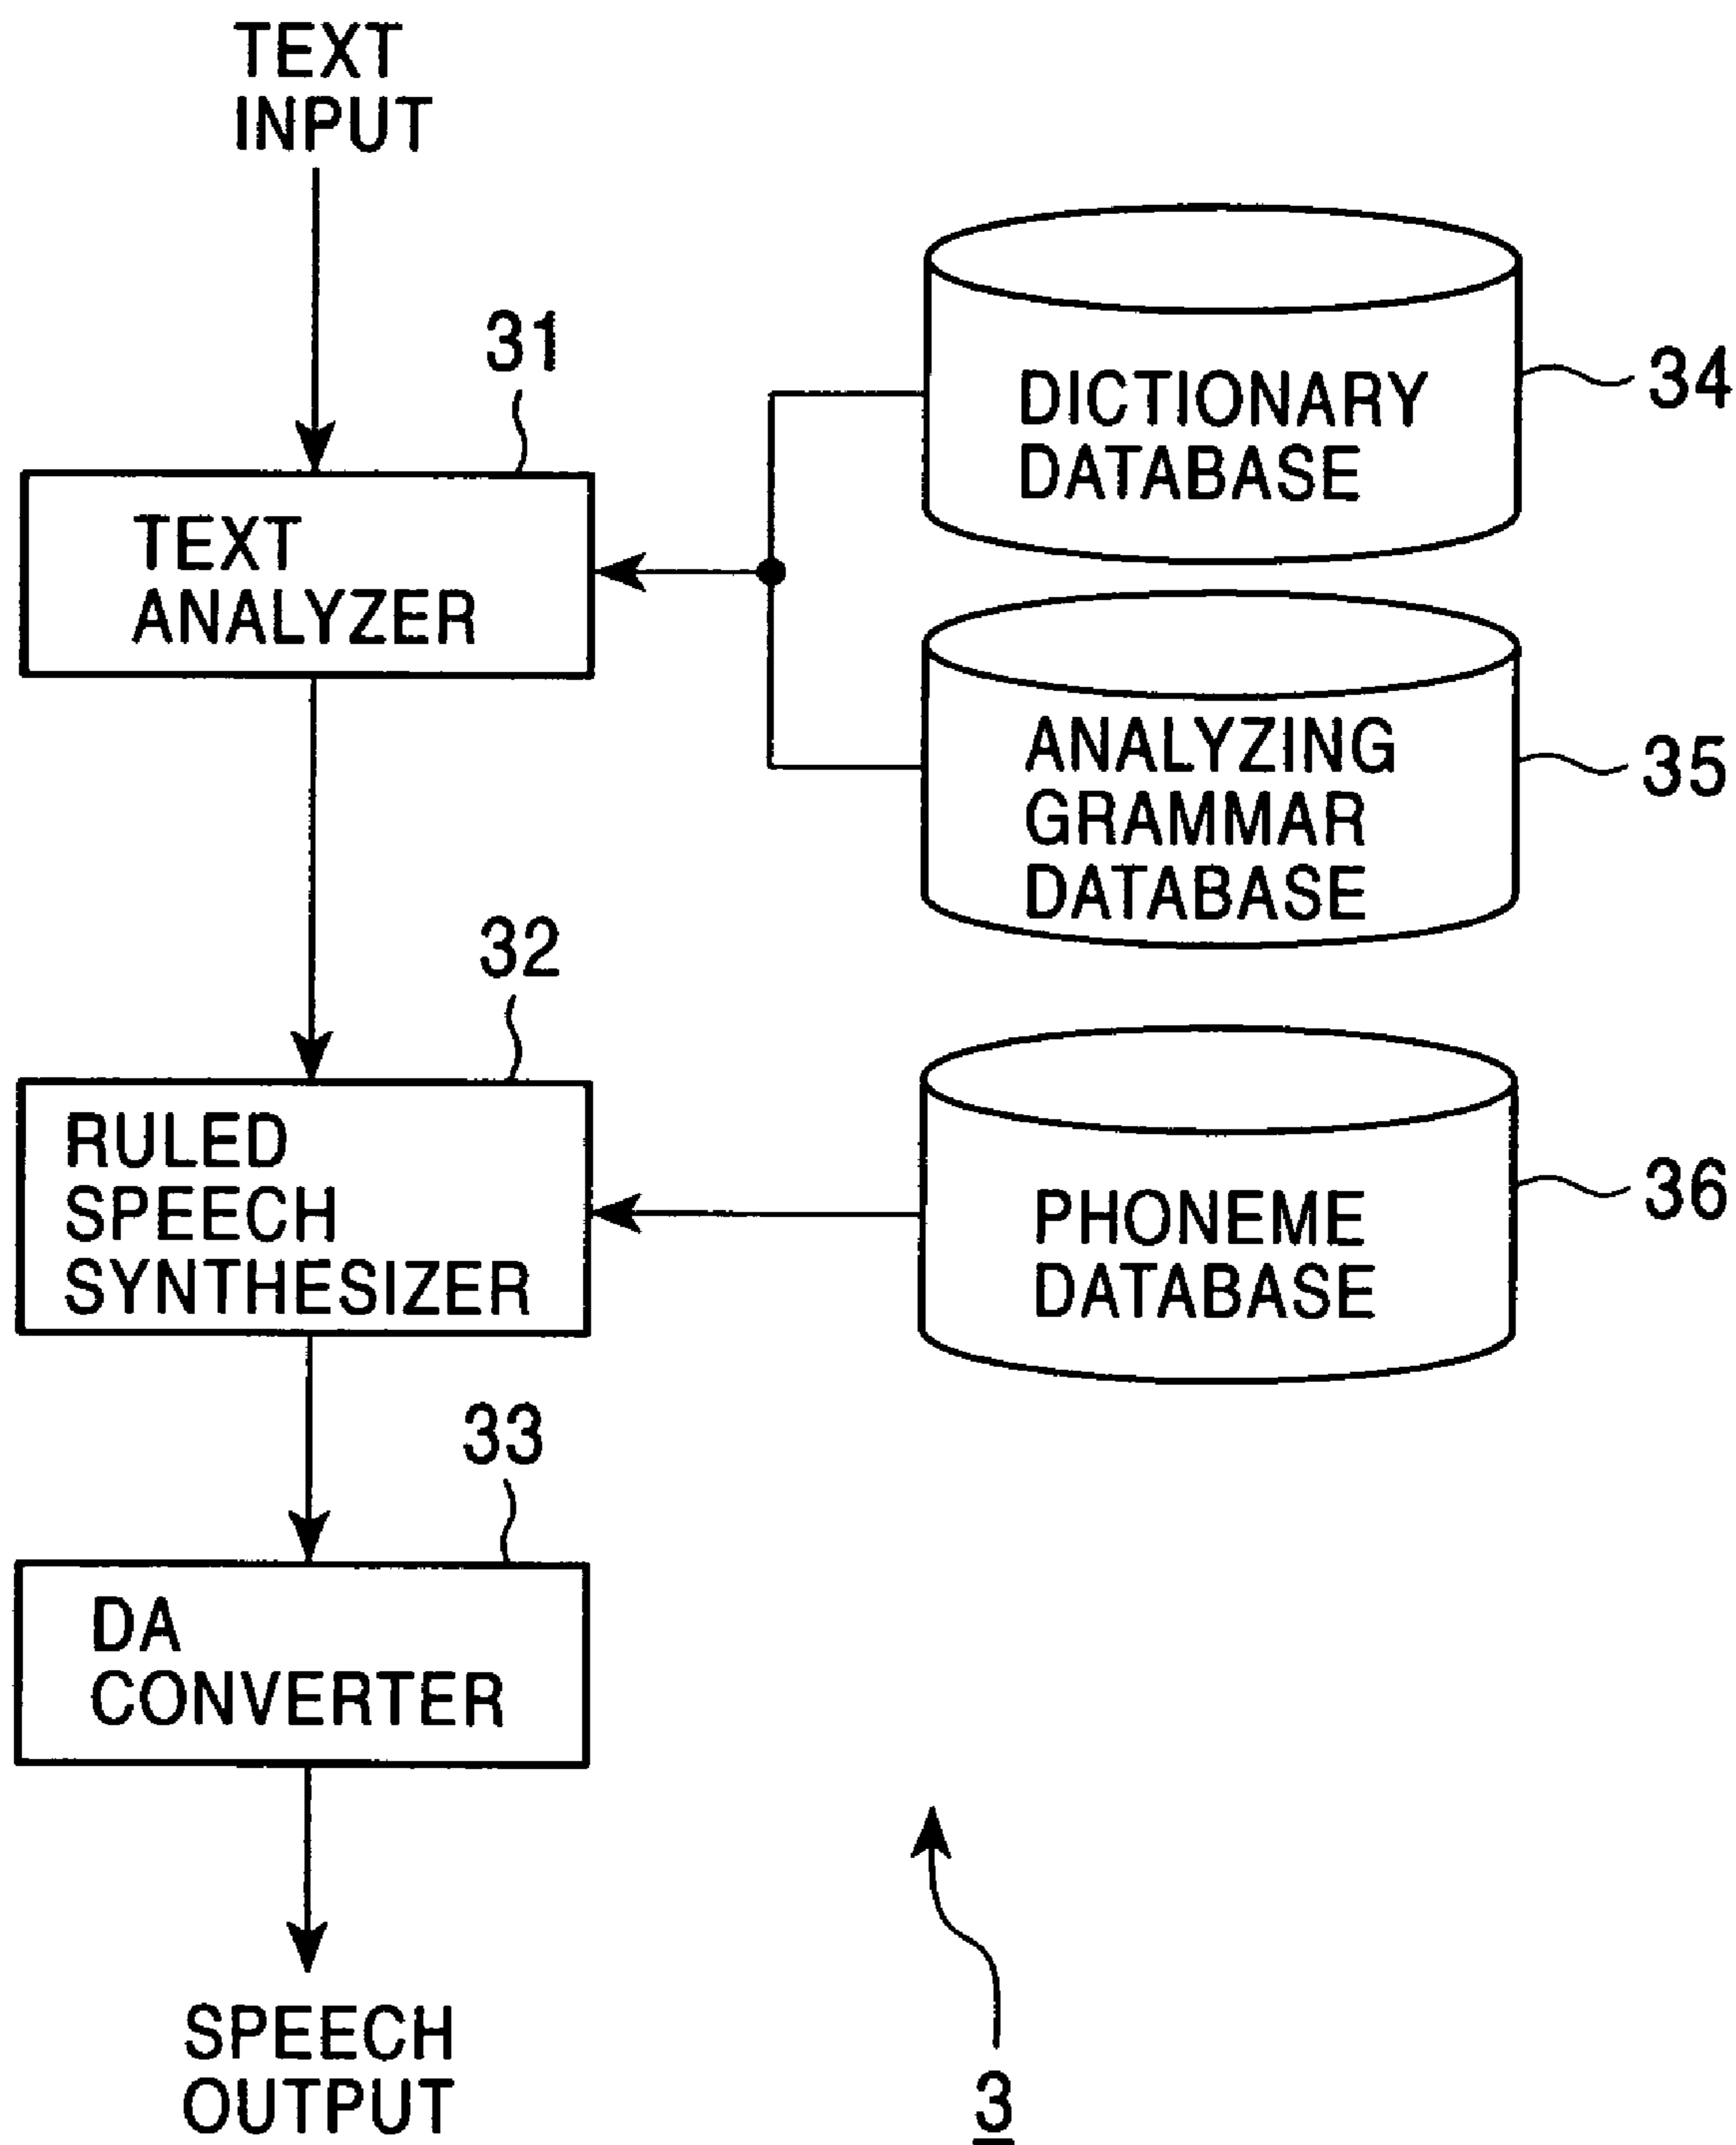 TEXT
INPUT
31
TEXT
ANALYZER
DICTIONARY
DATABASE
34
ANALYZING
GRAMMAR
DATABASE
35
32
RULED
SPEECH
SYNTHESIZER
PHONEME
DATABASE
36
33
DA
CONVERTER
SPEECH
OUTPUT
3